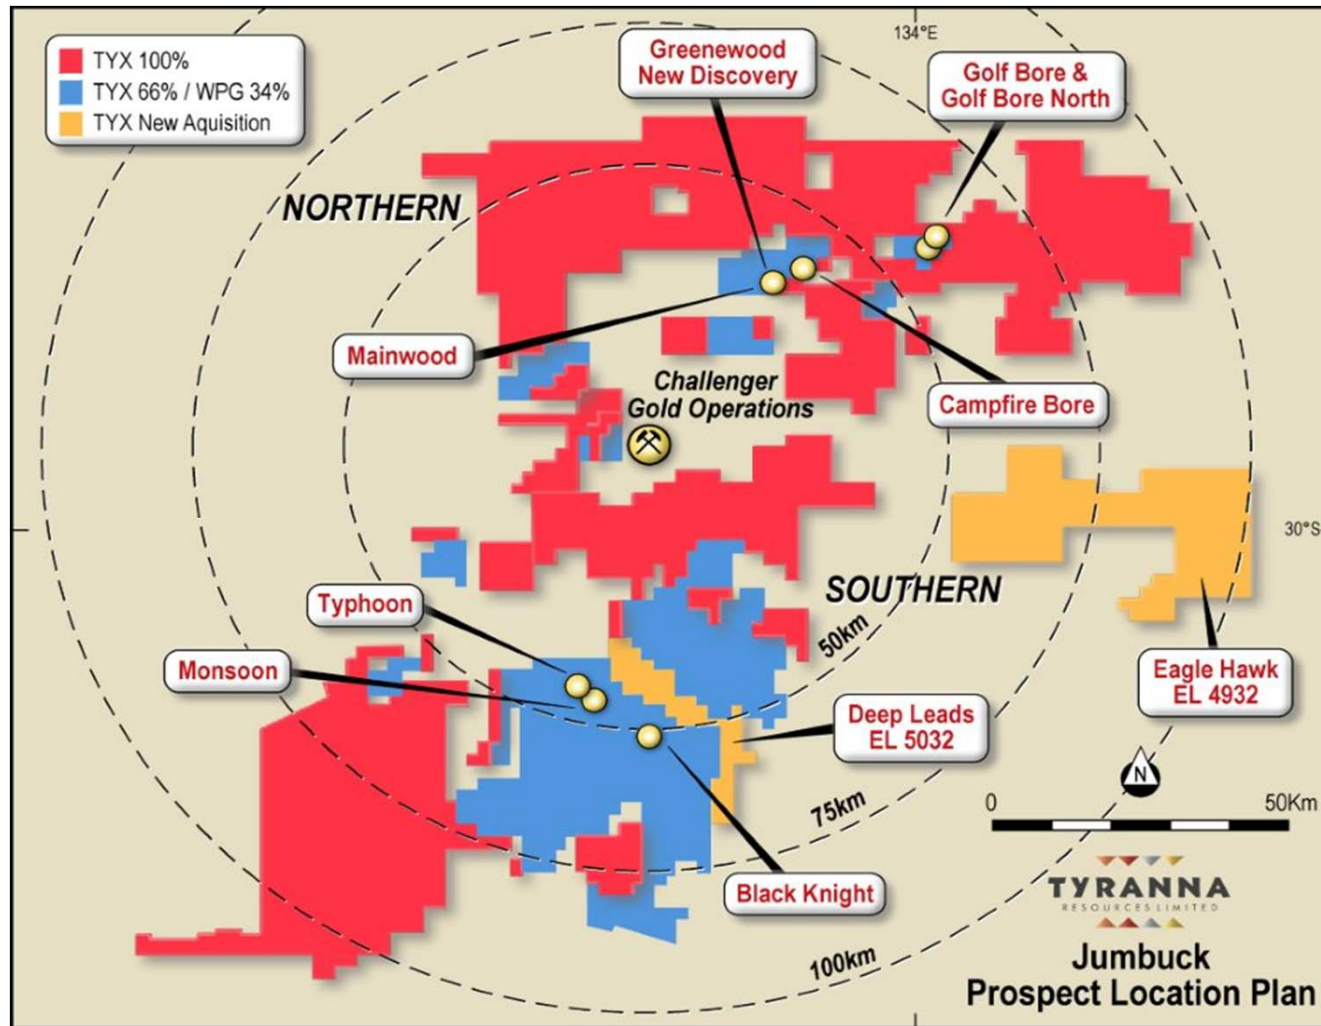 TYX 100%
TYX 66% / WPG 34%
TYX New Aquisition
134°E
Greenewood
New Discovery
Golf Bore &
Golf Bore North
NORTHERN
Mainwood
Challenger
Gold Operations
Campfire Bore
30°S
SOUTHERN
Typhoon
50km
Monsoon
Eagle Hawk
EL 4932
Deep Leads
EL 5032
N
75km
0
50Km
Black Knight
TYRANNA
RESOURCES LIMITED
100km
Jumbuck
Prospect Location Plan